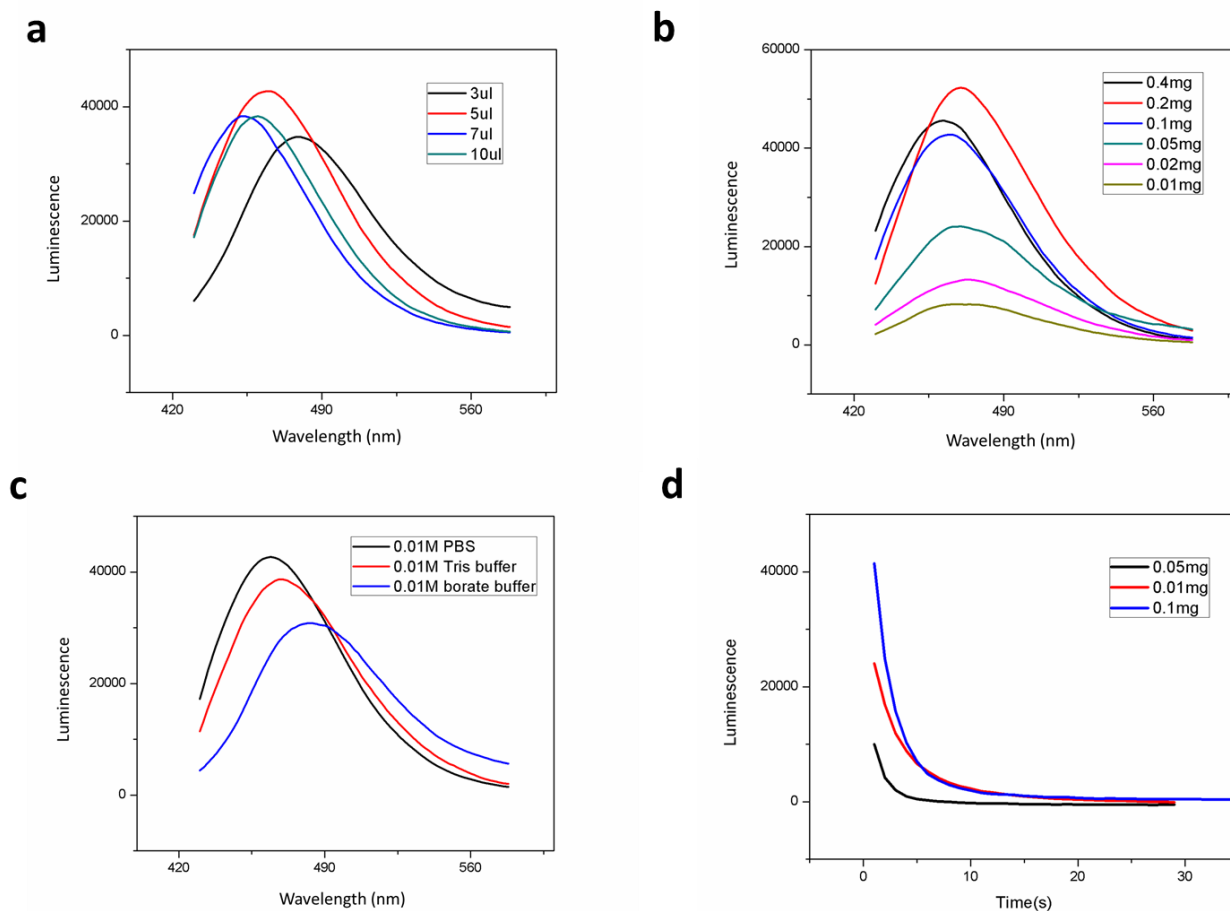 a
3ul
5ul
7ul
10ul
40000
20000
0
Luminescence
420 490 560
Wavelength (nm)
b
0.4mg
0.2mg
0.1mg
0.05mg
0.02mg
0.01mg
60000
40000
20000
0
Luminescence
420 490 560
Wavelength (nm)
c
0.01M PBS
0.01M Tris buffer
0.01M borate buffer
40000
20000
0
Luminescence
420 490 560
Wavelength (nm)
d
0.05mg
0.01mg
0.1mg
40000
20000
0
Luminescence
0 10 20 30
Time(s)